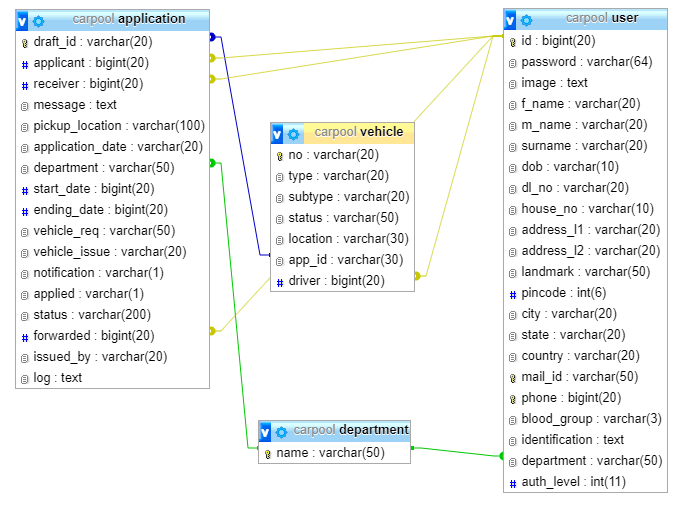 carpool application
draft_id : varchar(20)
applicant : bigint(20)
receiver : bigint(20)
message : text
pickup_location : varchar(100)
application_date : varchar(20)
department : varchar(50)
start_date : bigint(20)
ending_date : bigint(20)
vehicle_req : varchar(50)
vehicle_issue : varchar(20)
notification : varchar(1)
applied : varchar(1)
status : varchar(200)
forwarded : bigint(20)
issued_by : varchar(20)
log : text
carpool vehicle
no : varchar(20)
type : varchar(20)
subtype : varchar(20)
status : varchar(50)
location : varchar(30)
app_id : varchar(30)
driver : bigint(20)
carpool department
name : varchar(50)
carpool user
id : bigint(20)
password : varchar(64)
image : text
f_name : varchar(20)
m_name : varchar(20)
surname : varchar(20)
dob : varchar(10)
dl_no : varchar(20)
house_no : varchar(10)
address_l1 : varchar(20)
address_l2 : varchar(20)
landmark : varchar(50)
pincode : int(6)
city : varchar(20)
state : varchar(20)
country : varchar(20)
mail_id : varchar(50)
phone : bigint(20)
blood_group : varchar(3)
identification : text
department : varchar(50)
auth_level : int(11)